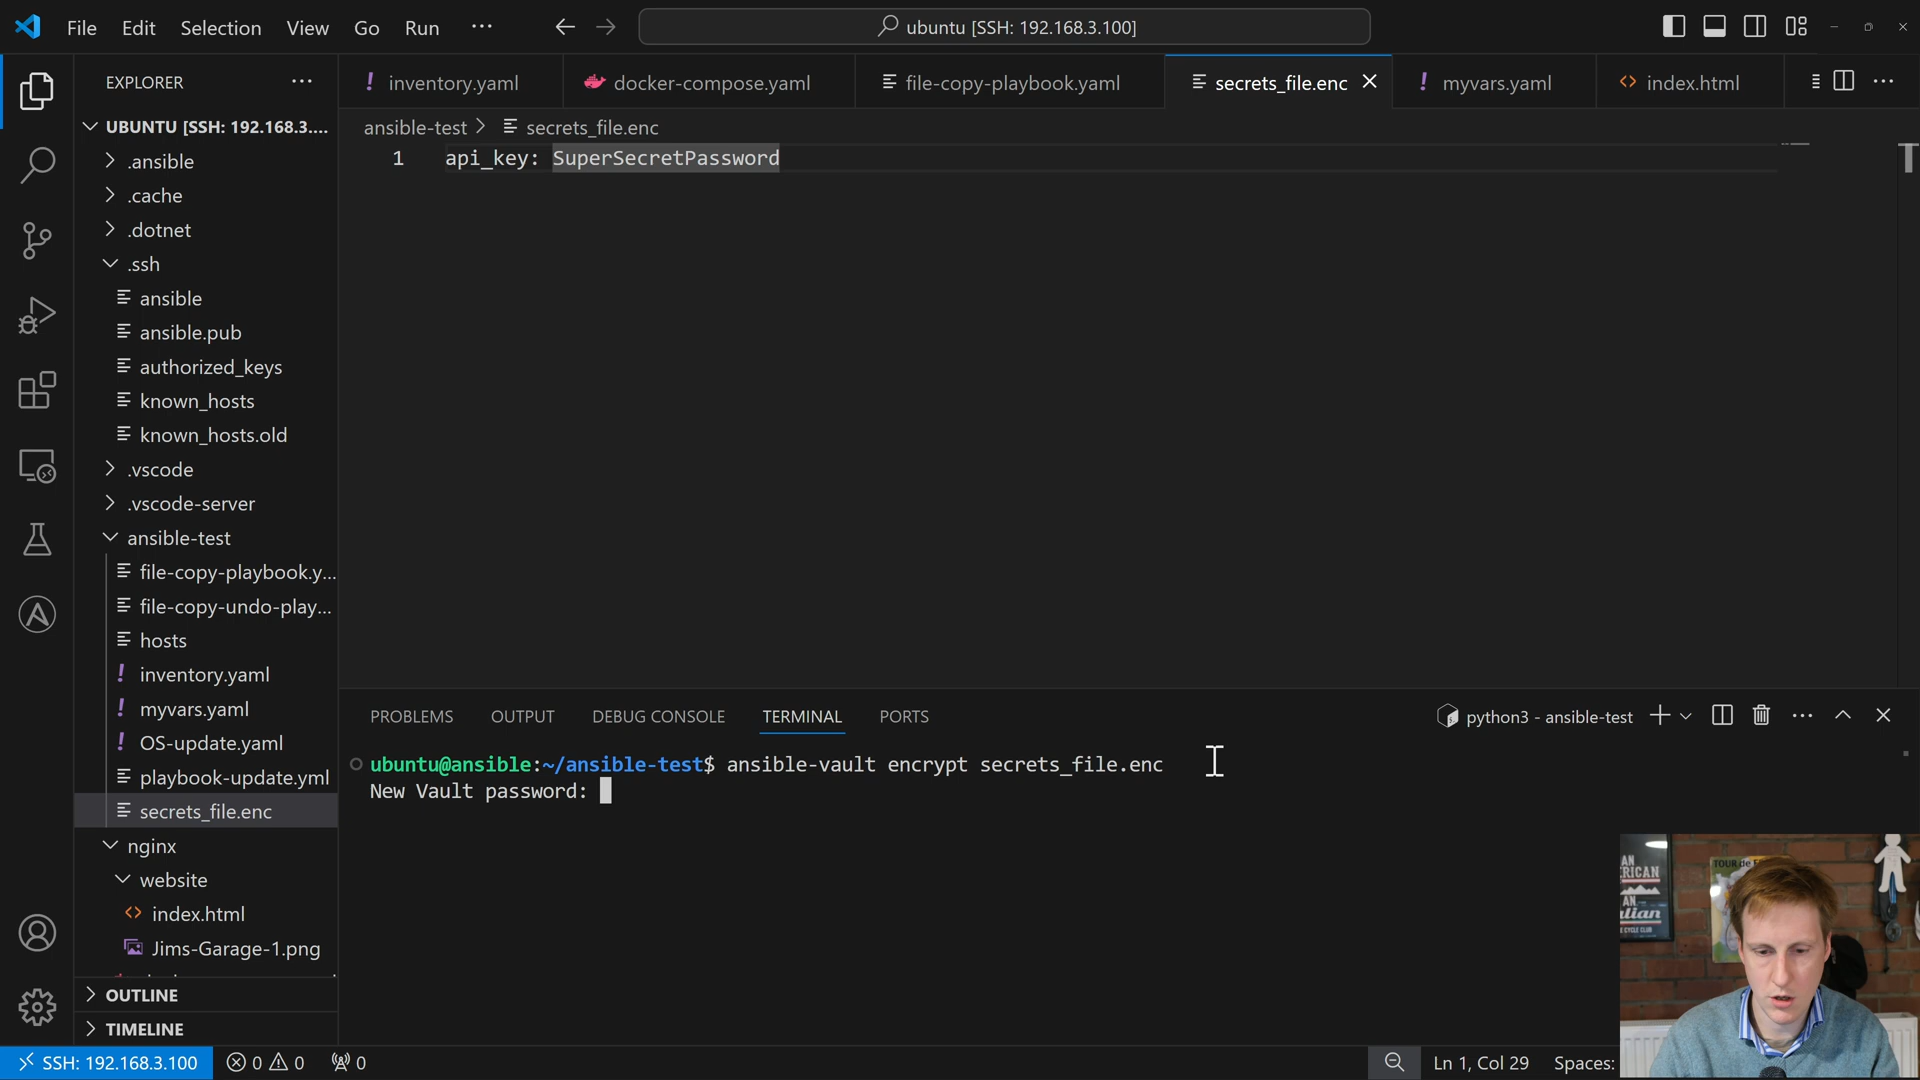 File Edit Selection View Go Run ...
ubuntu [SSH: 192.168.3.100]
EXPLORER
UBUNTU [SSH: 192.168.3....
.ansible
.cache
.dotnet
.ssh
ansible
ansible.pub
authorized_keys
known_hosts
known_hosts.old
.vscode
.vscode-server
ansible-test
file-copy-playbook.y...
file-copy-undo-play...
hosts
inventory.yaml
myvars.yaml
OS-update.yaml
playbook-update.yml
secrets_file.enc
nginx
website
index.html
Jims-Garage-1.png
OUTLINE
TIMELINE
inventory.yaml docker-compose.yaml file-copy-playbook.yaml secrets_file.enc myvars.yaml index.html
ansible-test > secrets_file.enc
1 api_key: SuperSecretPassword
PROBLEMS OUTPUT DEBUG CONSOLE TERMINAL PORTS
python3 - ansible-test
ubuntu@ansible:~/ansible-test$ ansible-vault encrypt secrets_file.enc
New Vault password:
SSH: 192.168.3.100 0 0 0
Ln 1, Col 29 Spaces: